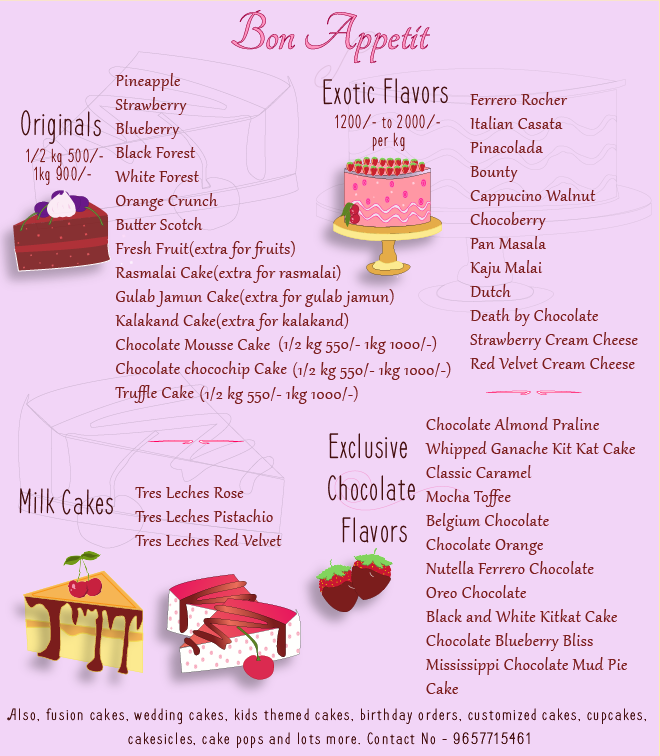 Bon Appetit
Originals
1/2 kg 500/-
1kg 900/-
Pineapple
Strawberry
Blueberry
Black Forest
White Forest
Orange Crunch
Butter Scotch
Fresh Fruit(extra for fruits)
Rasmalai Cake(extra for rasmalai)
Gulab Jamun Cake(extra for gulab jamun)
Kalakand Cake(extra for kalakand)
Chocolate Mousse Cake (1/2 kg 550/- 1kg 1000/-)
Chocolate chocochip Cake (1/2 kg 550/- 1kg 1000/-)
Truffle Cake (1/2 kg 550/- 1kg 1000/-)
Exotic Flavors
1200/- to 2000/-
per kg
Ferrero Rocher
Italian Casata
Pinacolada
Bounty
Cappucino Walnut
Chocoberry
Pan Masala
Kaju Malai
Dutch
Death by Chocolate
Strawberry Cream Cheese
Red Velvet Cream Cheese
Milk Cakes
Tres Leches Rose
Tres Leches Pistachio
Tres Leches Red Velvet
Exclusive
Chocolate
Flavors
Chocolate Almond Praline
Whipped Ganache Kit Kat Cake
Classic Caramel
Mocha Toffee
Belgium Chocolate
Chocolate Orange
Nutella Ferrero Chocolate
Oreo Chocolate
Black and White Kitkat Cake
Chocolate Blueberry Bliss
Mississippi Chocolate Mud Pie
Cake
Also, fusion cakes, wedding cakes, kids themed cakes, birthday orders, customized cakes, cupcakes,
cakesicles, cake pops and lots more. Contact No - 9657715461